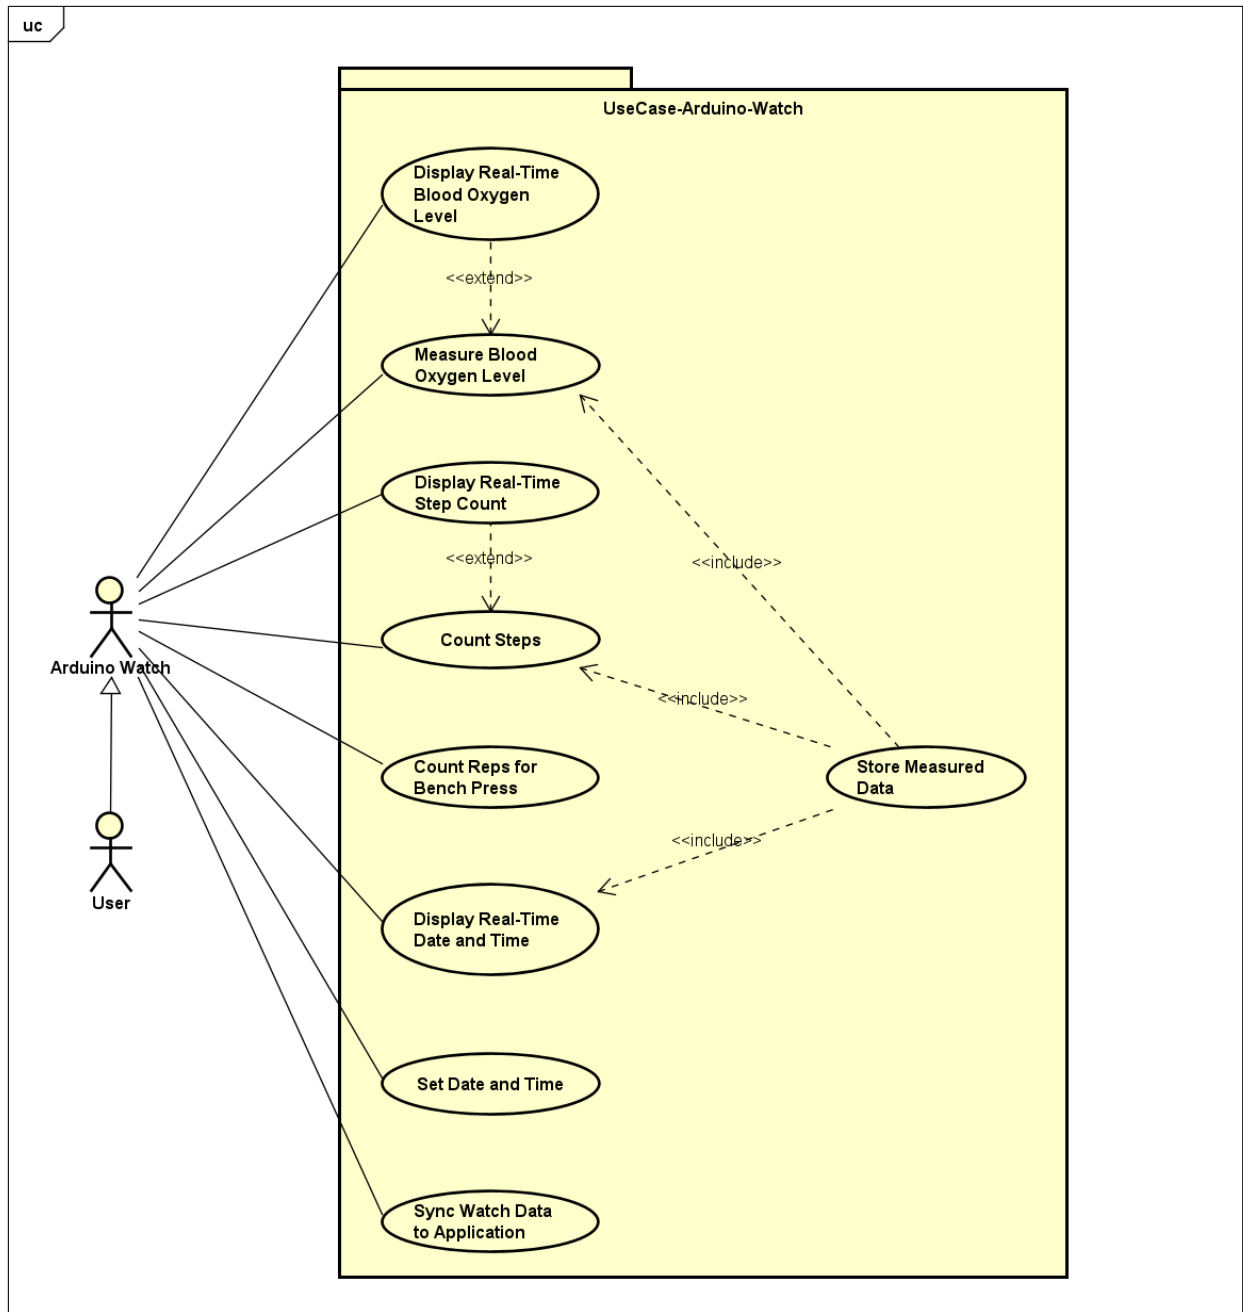 uc
UseCase-Arduino-Watch
Display Real-Time
Blood Oxygen
Level
<<extend>>
Measure Blood
Oxygen Level
Display Real-Time
Step Count
<<extend>>
<<include>>
Count Steps
Arduino Watch
<<include>>
Count Reps for
Bench Press
Store Measured
Data
<<include>>
User
Display Real-Time
Date and Time
Set Date and Time
Sync Watch Data
to Application